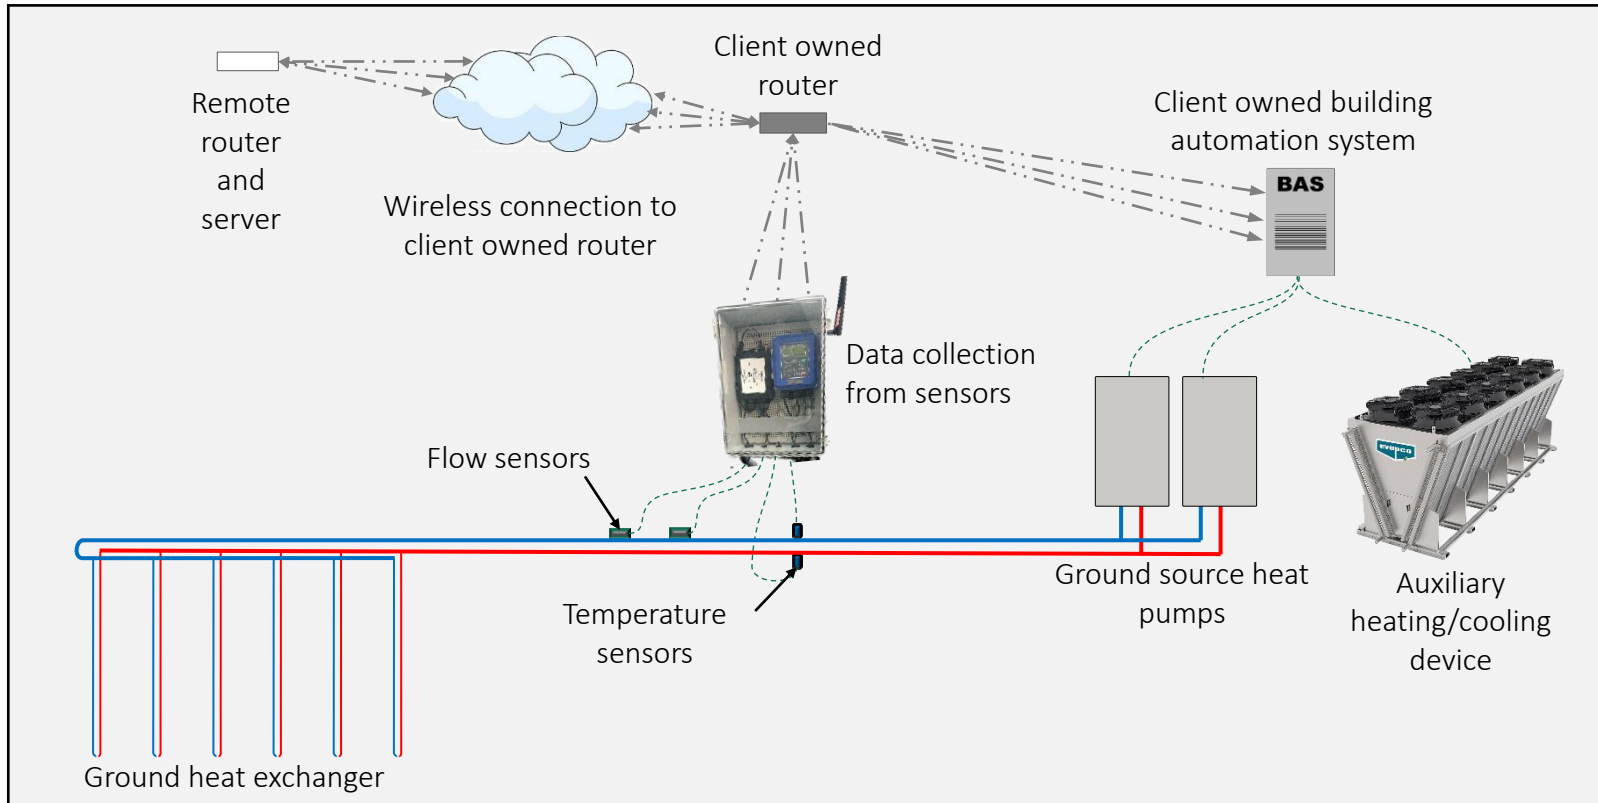 Remote
router
and
server
Wireless connection to
client owned router
Client owned
router
Client owned building
automation system
BAS
Data collection
from sensors
Flow sensors
Temperature
sensors
Ground source heat
pumps
evapco
Auxiliary
heating/cooling
device
Ground heat exchanger